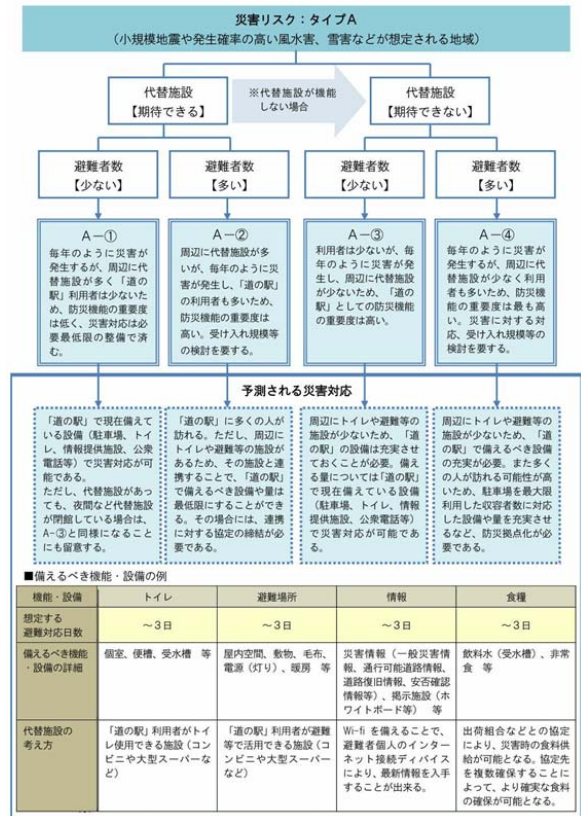 災害リスク：タイプA
（小規模地震や発生確率の高い風水害、雪害などが想定される地域）
代替施設
【期待できる】
※代替施設が機能
しない場合
代替施設
【期待できない】
避難者数
【少ない】
避難者数
【多い】
避難者数
【少ない】
避難者数
【多い】
A－①
毎年のように災害が
発生するが、周辺に代
替施設が多く「道の
駅」利用者は少ないた
め、防災機能の重要度
は低く、災害対応は必
要最低限の整備で済
む。
A－②
周辺に代替施設が多
いが、毎年のように災
害が発生し、「道の駅」
の利用者も多いため、
防災機能の重要度は
高い。受け入れ規模等
の検討を要する。
A－③
利用者は少ないが、毎
年のように災害が発
生し、周辺に代替施設
が少ないため、「道の
駅」としての防災機能
の重要度は高い。
A－④
毎年のように災害が
発生するが、周辺に代
替施設が少なく利用
者も多いため、防災機
能の重要度は最も高
い。災害に対する対
応、受け入れ規模等の
検討を要する。
予測される災害対応
「道の駅」で現在備えて
いる設備（駐車場、トイ
レ、情報提供施設、公衆
電話等）で災害対応が可
能である。
ただし、代替施設があっ
ても、夜間など代替施設
が閉館している場合は、
A-③と同様になること
にも留意する。
「道の駅」に多くの人が
訪れる。ただし、周辺に
トイレや避難等の施設
があるため、その施設と
連携することで、「道の駅」
で備えるべき設備や量は
最低限にすることができ
る。その場合には、連携
に対する協定の締結が必
要である。
周辺にトイレや避難等の
施設が少ないため、「道
の駅」の設備は充実させ
ておくことが必要。備え
る量については「道の駅」
で現在備えている設備
（駐車場、トイレ、情報
提供施設、公衆電話等）
で災害対応が可能であ
る。
周辺にトイレや避難等の
施設が少ないため、「道の
駅」で備えるべき設備
の充実が必要。また多く
の人が訪れる可能性が高
いため、駐車場を最大限
利用した収容者数に対応
した設備や量を充実させ
るなど、防災拠点化が必
要である。
■備えるべき機能・設備の例
機能・設備 トイレ 避難場所 情報 食糧
想定する
避難対応日数
～3日 ～3日 ～3日 ～3日
備えるべき機能
・設備の詳細
個室、便槽、受水槽　等
屋内空間、敷物、毛布、
電源（灯り）、暖房　等
災害情報（一般災害情
報、通行可能道路情報、
道路復旧情報、安否確認
情報等）、掲示施設（ホ
ワイトボード等）　等
飲料水（受水槽）、非常
食　等
代替施設の
考え方
「道の駅」利用者がトイ
レ使用できる施設（コン
ビニや大型スーパーな
ど）
「道の駅」利用者が避難
等で活用できる施設（コ
ンビニや大型スーパー
など）
Wi-fi を備えることで、
避難者個人のインター
ネット接続ディバイス
により、最新情報を入手
することが出来る。
出荷組合などとの協定
により、災害時の食料供
給が可能となる。協定先
を複数確保することに
よって、より確実な食料
の確保が可能となる。